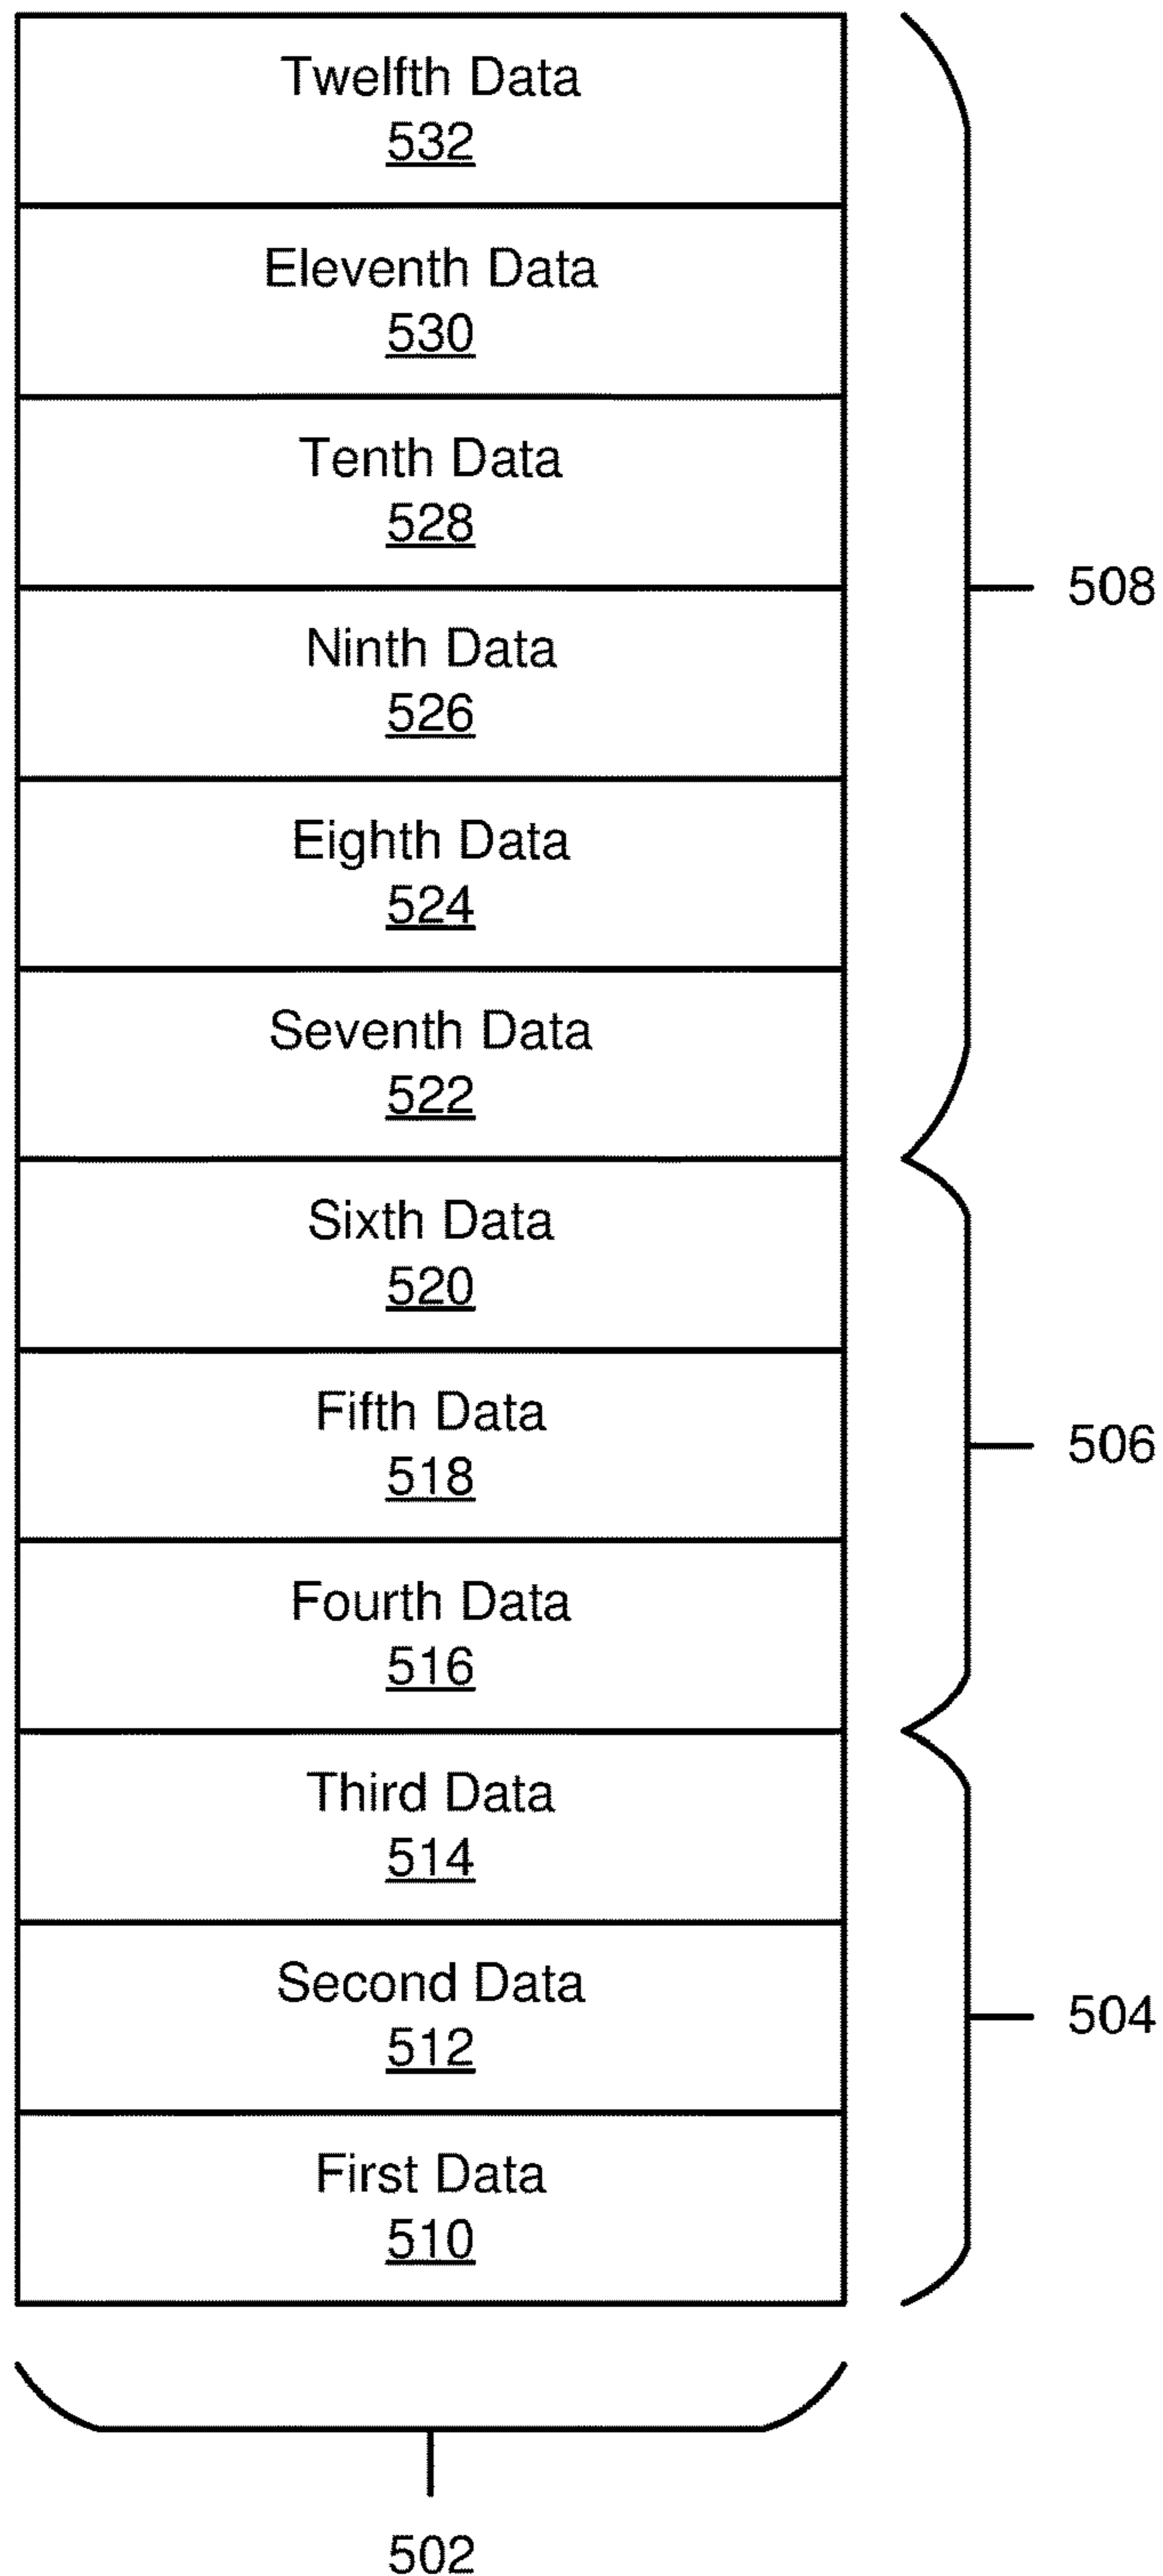 Twelfth Data
532
Eleventh Data
530
Tenth Data
528
508
Ninth Data
526
Eighth Data
524
Seventh Data
522
Sixth Data
520
Fifth Data
518
506
Fourth Data
516
Third Data
514
Second Data
512
504
First Data
510
502